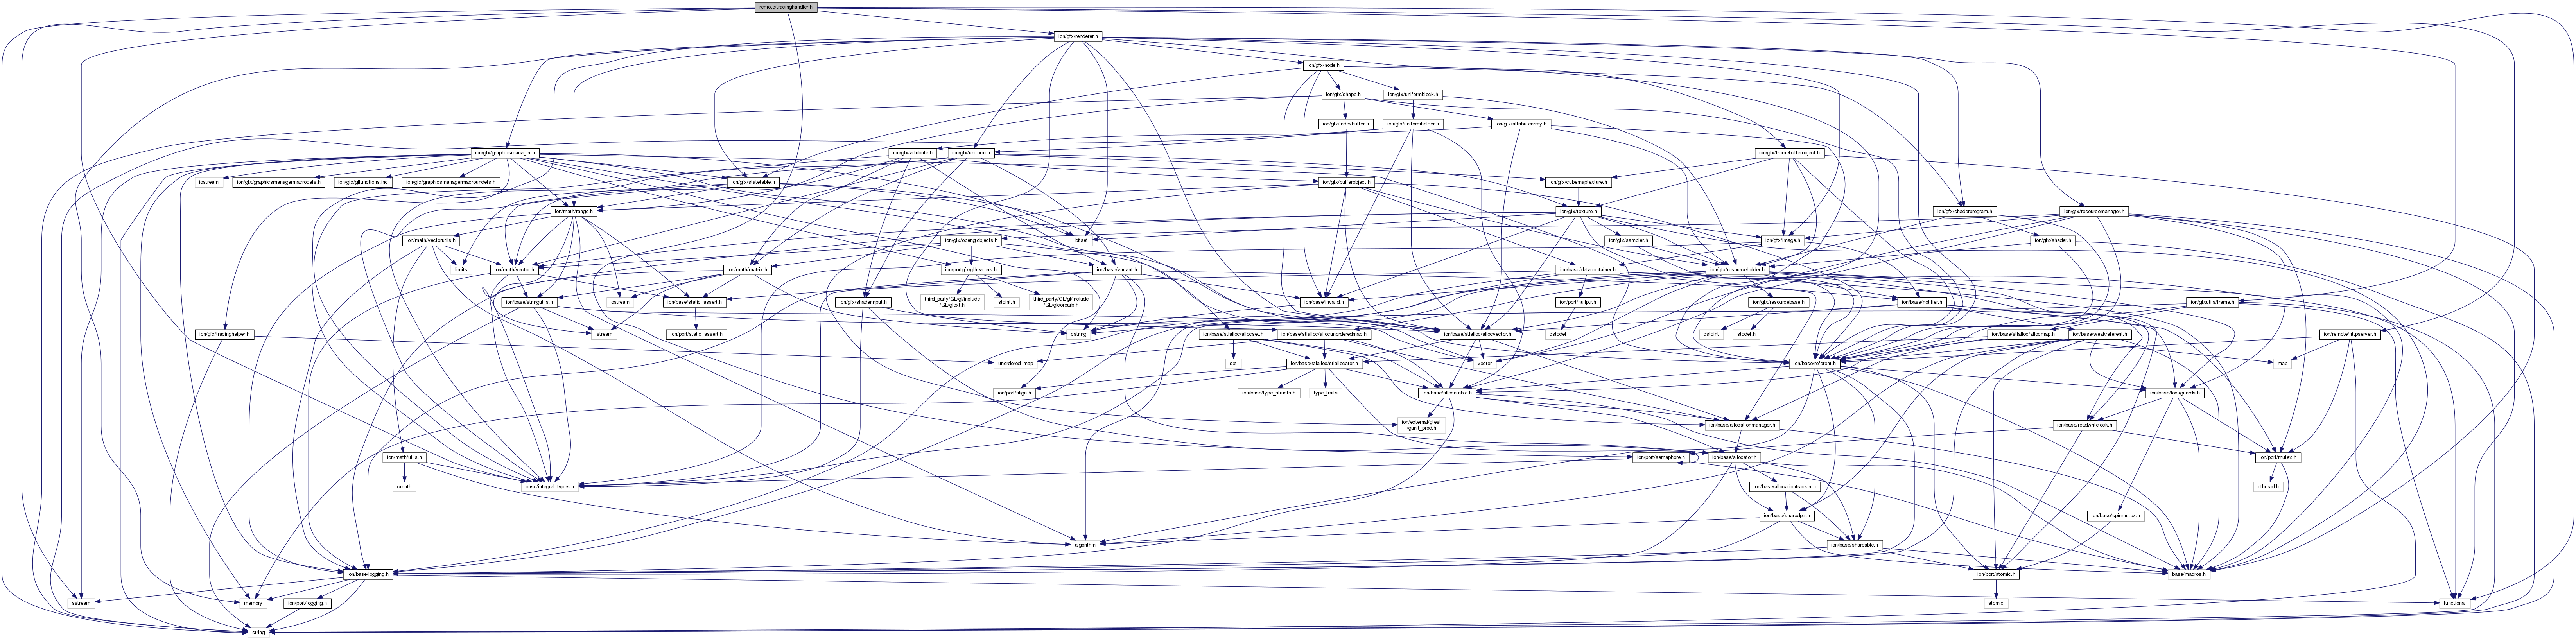 remote/tracinghandler.h
ion/gfx/renderer.h
ion/gfx/node.h
ion/gfx/shape.h
ion/gfx/uniformblock.h
ion/gfx/indexbuffer.h
ion/gfx/uniformholder.h
ion/gfx/attributearray.h
ion/gfx/graphicsmanager.h
ion/gfx/attribute.h
ion/gfx/uniform.h
ion/gfx/framebufferobject.h
iostream
ion/gfx/graphicsmanagermacrodefs.h
ion/gfx/glfunctions.inc
ion/gfx/graphicsmanagermacroundefs.h
ion/gfx/statetable.h
ion/gfx/bufferobject.h
ion/gfx/cubemaptexture.h
ion/math/range.h
ion/gfx/texture.h
ion/gfx/shaderprogram.h
ion/gfx/resourcemanager.h
ion/math/vectorutils.h
bitset
ion/gfx/openglobjects.h
ion/gfx/sampler.h
ion/gfx/image.h
ion/gfx/shader.h
limits
ion/math/vector.h
ion/math/matrix.h
ion/base/variant.h
ion/portgfx/glheaders.h
ion/base/datacontainer.h
ion/gfx/resourceholder.h
ion/base/stringutils.h
ostream
ion/base/static_assert.h
ion/gfx/shaderinput.h
third_party/GL/gl/include
/GL/glext.h
stdint.h
third_party/GL/gl/include
/GL/glcorearb.h
ion/base/invalid.h
ion/port/nullptr.h
ion/gfx/resourcebase.h
ion/base/notifier.h
ion/gfxutils/frame.h
ion/gfx/tracinghelper.h
istream
ion/port/static_assert.h
cstring
ion/base/stlalloc/allocset.h
ion/base/stlalloc/allocunorderedmap.h
ion/base/stlalloc/allocvector.h
cstddef
cstdint
stddef.h
ion/base/stlalloc/allocmap.h
ion/base/weakreferent.h
ion/remote/httpserver.h
unordered_map
set
ion/base/stlalloc/stlallocator.h
vector
ion/base/referent.h
map
ion/port/align.h
ion/base/type_structs.h
type_traits
ion/base/allocatable.h
ion/base/lockguards.h
ion/external/gtest
/gunit_prod.h
ion/base/allocationmanager.h
ion/base/readwritelock.h
ion/math/utils.h
ion/port/semaphore.h
ion/base/allocator.h
ion/port/mutex.h
cmath
base/integral_types.h
ion/base/allocationtracker.h
pthread.h
ion/base/sharedptr.h
ion/base/spinmutex.h
algorithm
ion/base/shareable.h
ion/base/logging.h
ion/port/atomic.h
base/macros.h
sstream
memory
ion/port/logging.h
atomic
functional
string